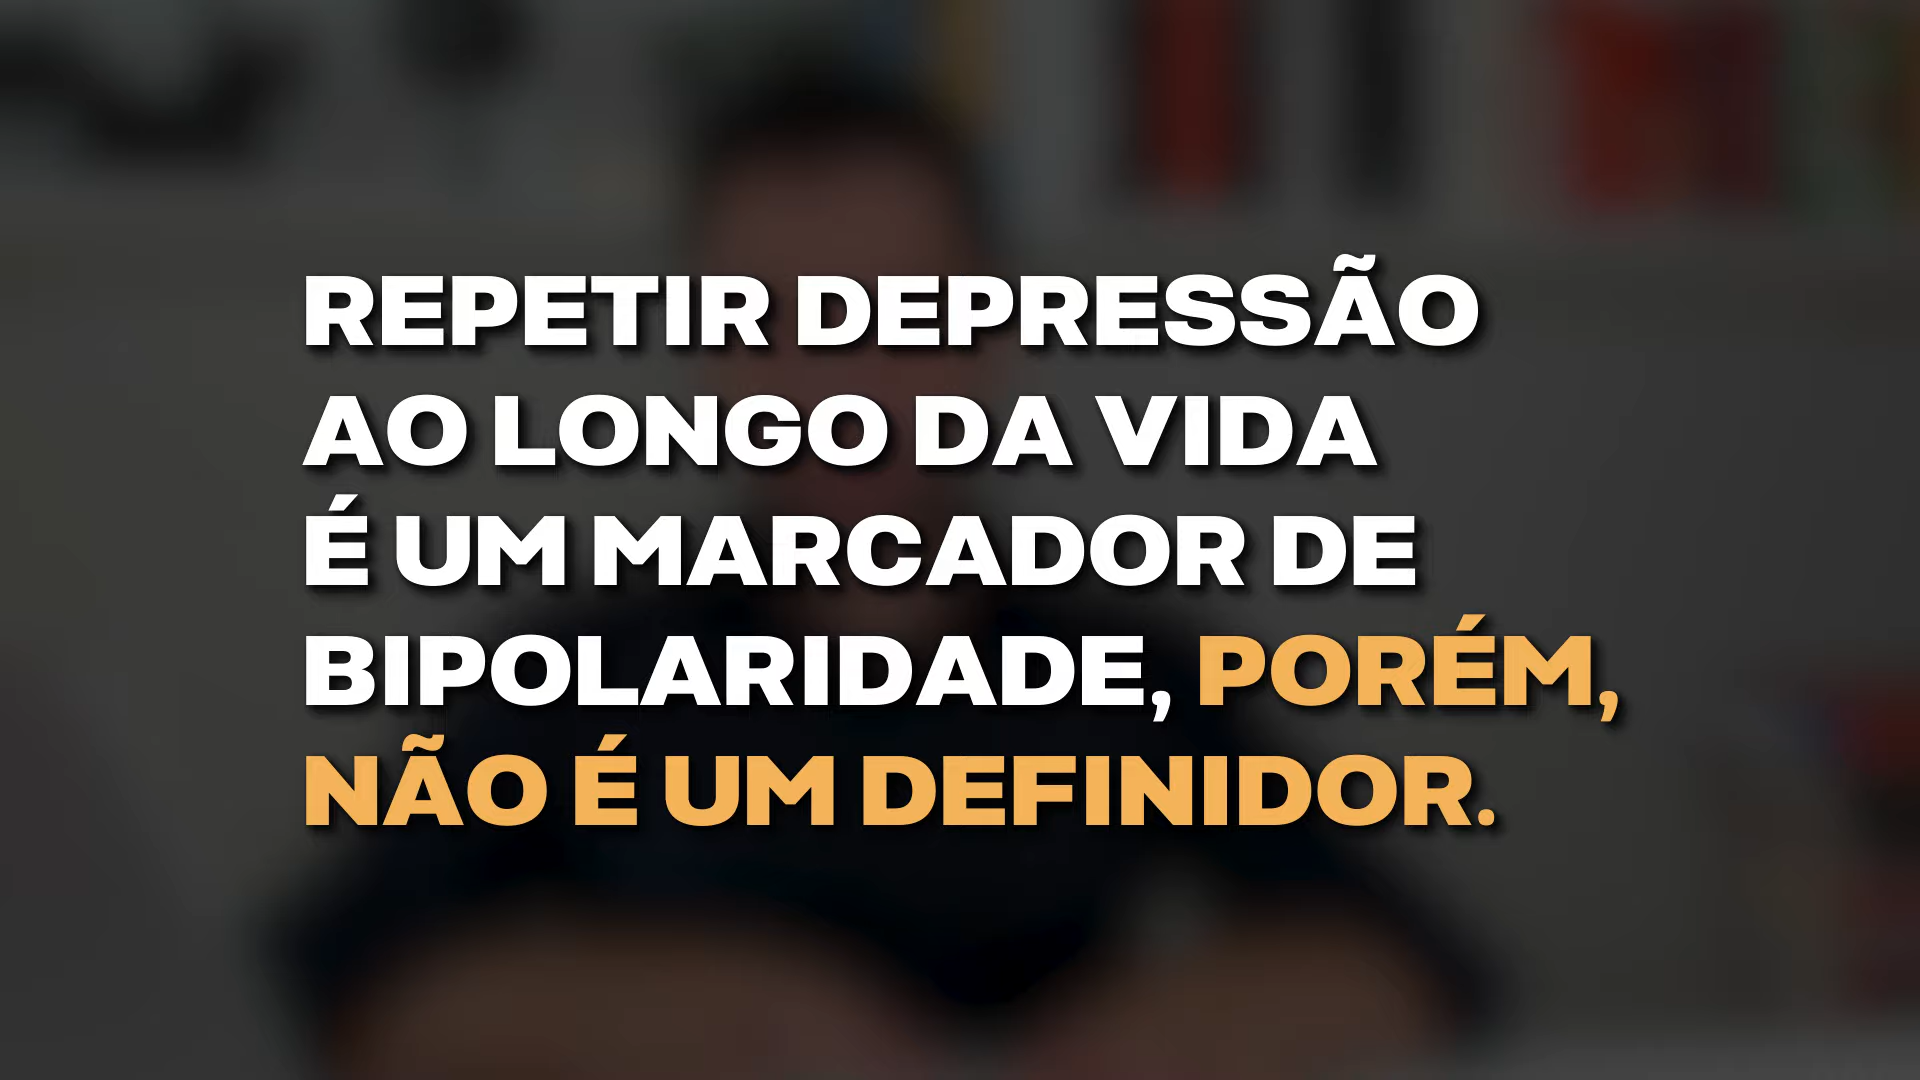 REPETIR DEPRESSÃO
AO LONGO DA VIDA
É UM MARCADOR DE
BIPOLARIDADE, PORÉM,
NÃO É UM DEFINIDOR.